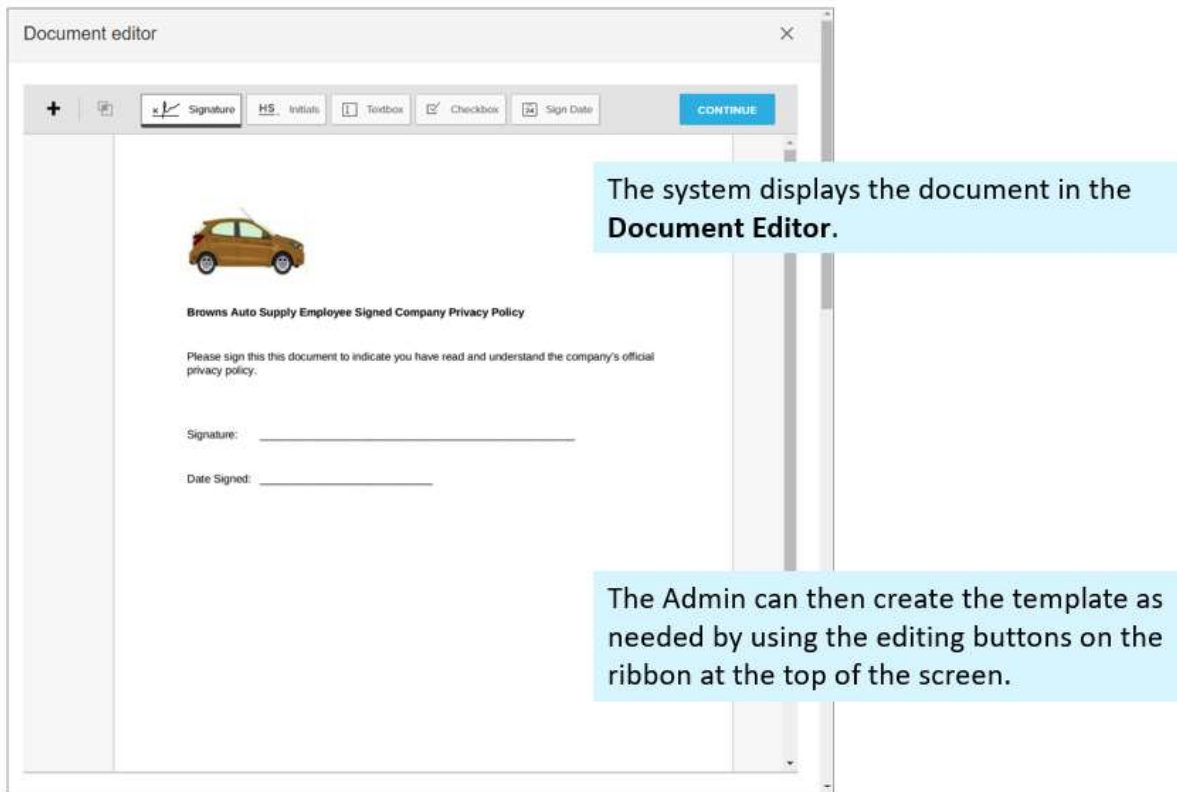 Document editor
Signature
HS Initials
Textbox
Checkbox
24 Sign Date
CONTINUE
The system displays the document in the
Document Editor.
Browns Auto Supply Employee Signed Company Privacy Policy
Please sign this this document to indicate you have read and understand the company's official
privacy policy.
Signature:
Date Signed:
The Admin can then create the template as
needed by using the editing buttons on the
ribbon at the top of the screen.